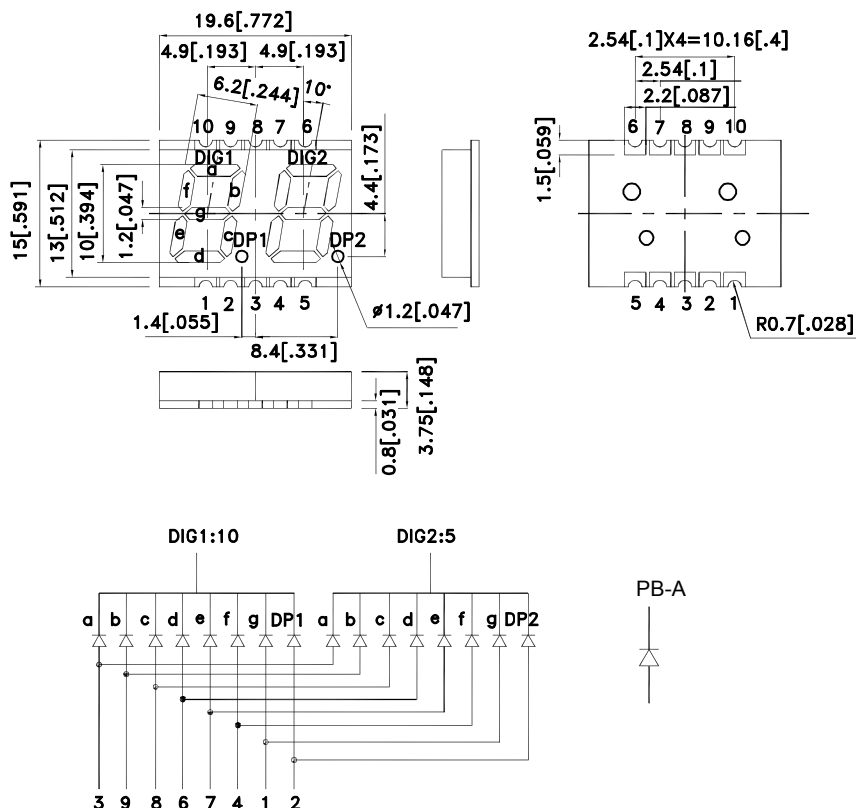 19.6[.772]
4.9[.193] 4.9[.193]
6.2[.244] 10°
10 9 8 7 6
DIG1 DIG2
a
f b
g
e c
d DP1 DP2
1 2 3 4 5
15[.591]
13[.512]
10[.394]
1.2[.047]
4.4[.173]
ø1.2[.047]
1.4[.055]
8.4[.331]
2.54[.1]X4=10.16[.4]
2.54[.1]
2.2[.087]
6 7 8 9 10
1.5[.059]
5 4 3 2 1
R0.7[.028]
0.8[.031]
3.75[.148]
DIG1:10 DIG2:5
a b c d e f g DP1 a b c d e f g DP2
3 9 8 6 7 4 1 2
PB-A